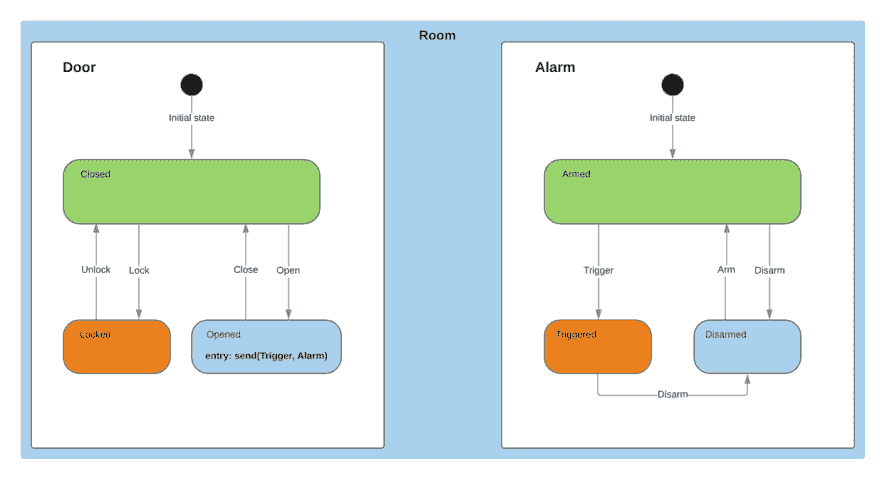 Room
Door
Initial state
Closed
Unlock
Lock
Close
Open
Locked
Opened
entry: send(Trigger, Alarm)
Alarm
Initial state
Armed
Trigger
Arm
Disarm
Triggered
Disarmed
Disarm